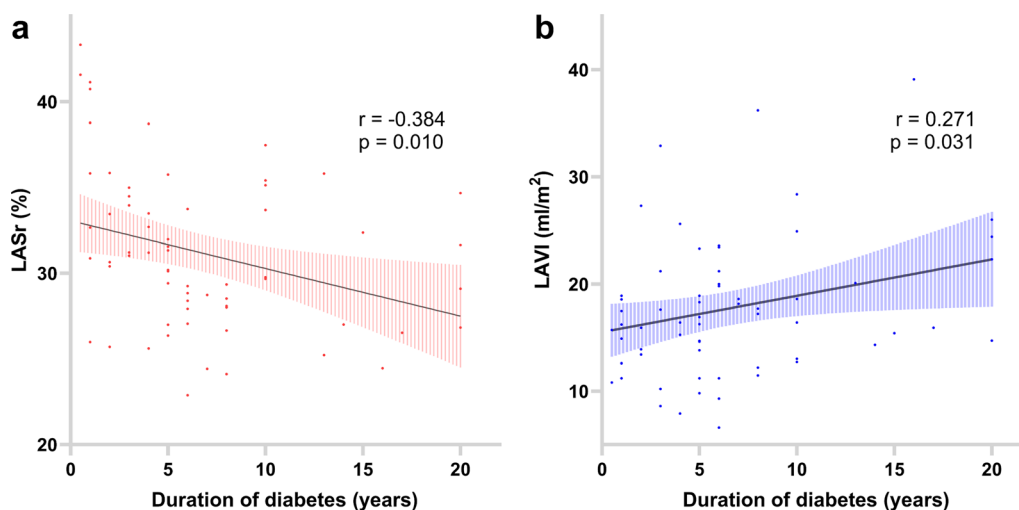 a
LASr (%)
40
30
20
r = -0.384
p = 0.010
0
5
10
15
20
Duration of diabetes (years)
b
LAVI (ml/m²)
40
30
20
10
r = 0.271
p = 0.031
0
5
10
15
20
Duration of diabetes (years)